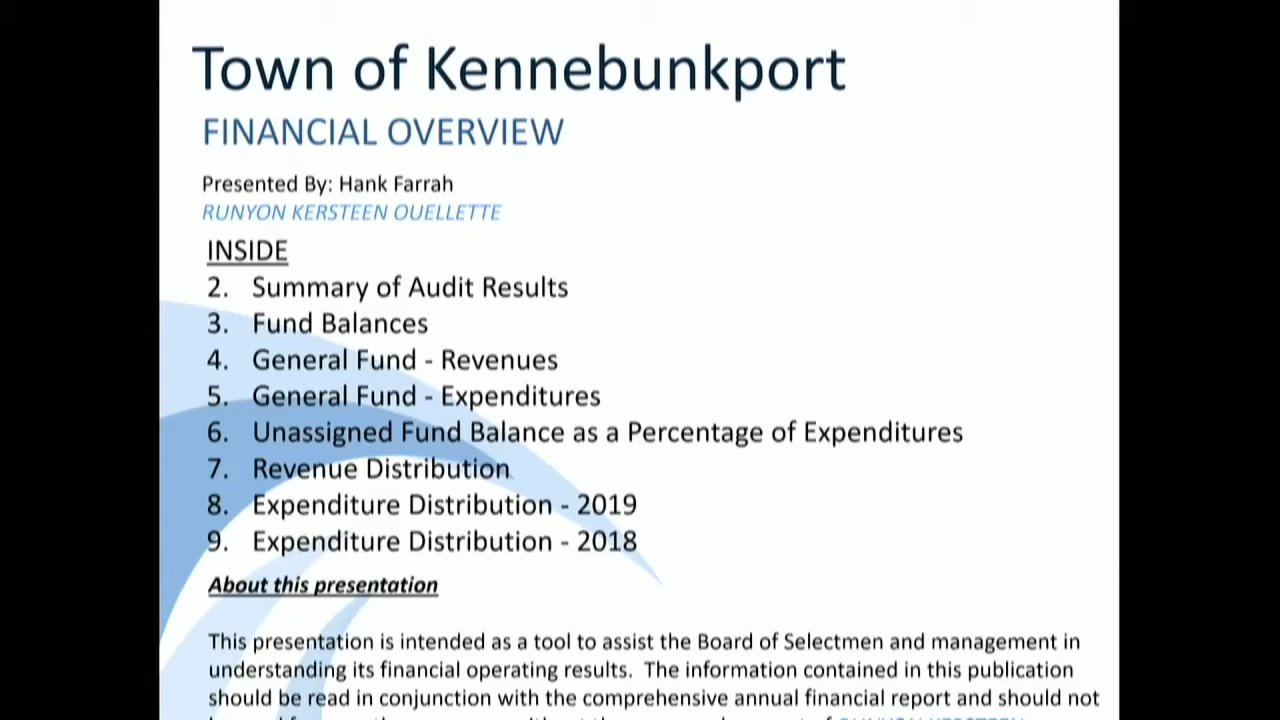 Town of Kennebunkport
FINANCIAL OVERVIEW
Presented By: Hank Farrah
RUNYON KERSTEEN OUELLETTE
INSIDE
2. Summary of Audit Results
3. Fund Balances
4. General Fund - Revenues
5. General Fund - Expenditures
6. Unassigned Fund Balance as a Percentage of Expenditures
7. Revenue Distribution
8. Expenditure Distribution - 2019
9. Expenditure Distribution - 2018
About this presentation
This presentation is intended as a tool to assist the Board of Selectmen and management in
understanding its financial operating results. The information contained in this publication
should be read in conjunction with the comprehensive annual financial report and should not